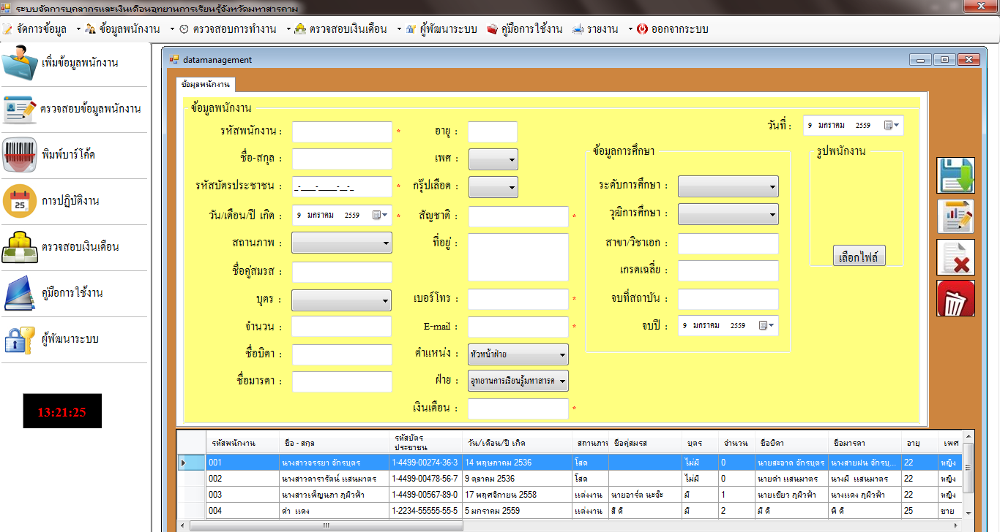 ระบบจัดการบุคลากรและเงินเดือนอุทยานการเรียนรู้จังหวัดมหาสารคาม
จัดการข้อมูล ข้อมูลพนักงาน ตรวจสอบการทำงาน ตรวจสอบเงินเดือน ผู้พัฒนาระบบ คู่มือการใช้งาน รายงาน ออกจากระบบ
เพิ่มข้อมูลพนักงาน
ตรวจสอบข้อมูลพนักงาน
พิมพ์บาร์โค้ด
25
การปฏิบัติงาน
ตรวจสอบเงินเดือน
คู่มือการใช้งาน
ผู้พัฒนาระบบ
13:21:25
datamanagement
ข้อมูลพนักงาน
ข้อมูลพนักงาน
วันที่ : 9 มกราคม 2559
รหัสพนักงาน : *
ชื่อ-สกุล :
รหัสบัตรประชาชน : _-____-_____-__-_ *
วัน/เดือน/ปี เกิด : 9 มกราคม 2559 *
สถานภาพ :
ชื่อคู่สมรส :
บุตร :
จำนวน :
ชื่อบิดา :
ชื่อมารดา :
อายุ :
เพศ :
กรุ๊ปเลือด :
สัญชาติ : *
ที่อยู่ :
เบอร์โทร : *
E-mail : *
ตำแหน่ง : หัวหน้าฝ่าย
ฝ่าย : อุทยานการเรียนรู้มหาสารค
เงินเดือน : *
ข้อมูลการศึกษา
ระดับการศึกษา :
วุฒิการศึกษา :
สาขา/วิชาเอก :
เกรดเฉลี่ย :
จบที่สถาบัน :
จบปี : 9 มกราคม 2559
รูปพนักงาน
เลือกไฟล์
รหัสพนักงาน ชื่อ - สกุล รหัสบัตรประชาชน วัน/เดือน/ปี เกิด สถานภาพ ชื่อคู่สมรส บุตร จำนวน ชื่อบิดา ชื่อมารดา อายุ เพศ
001 นางสาวจรรยา จักรบุตร 1-4499-00274-36-3 14 พฤษภาคม 2536 โสด ไม่มี 0 นายสะอาด จักรบุตร นางสายฝน จักรบุ... 22 หญิง
002 นางสาวดารารัตน์ แสนมาตร 1-4499-00478-56-7 9 ตุลาคม 2536 โสด ไม่มี 0 นายดำ แสนมาตร นางมี แสนมาตร 22 หญิง
003 นางสาวเพ็ญนภา ภูมิวฟ้า 1-4499-00567-89-0 17 พฤศจิกายน 2558 แต่งงาน นายอาร์ต นะจ๊ะ มี 1 นายเขียว ภูมิวฟ้า นางแดง ภูมิวฟ้า 22 หญิง
004 ดำ แดง 1-2234-55555-55-5 5 มกราคม 2559 แต่งงาน สี ดี มี 2 มี ดี พี ดี 25 ชาย